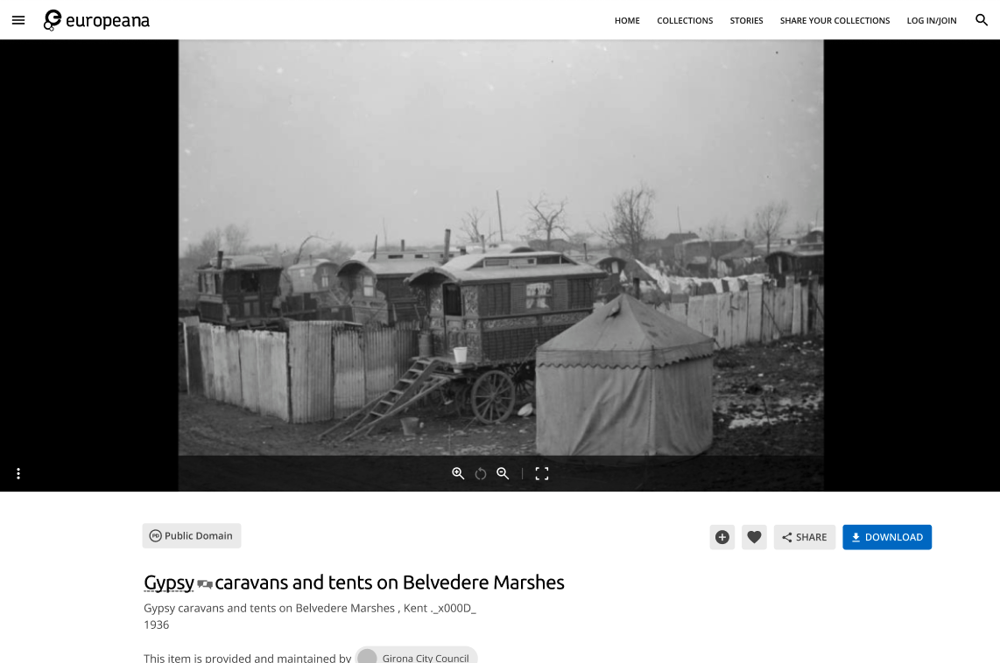 europeana
HOME COLLECTIONS STORIES SHARE YOUR COLLECTIONS LOG IN/JOIN
PD Public Domain
SHARE DOWNLOAD
Gypsy caravans and tents on Belvedere Marshes
Gypsy caravans and tents on Belvedere Marshes , Kent ._x000D_
1936
This item is provided and maintained by Girona City Council